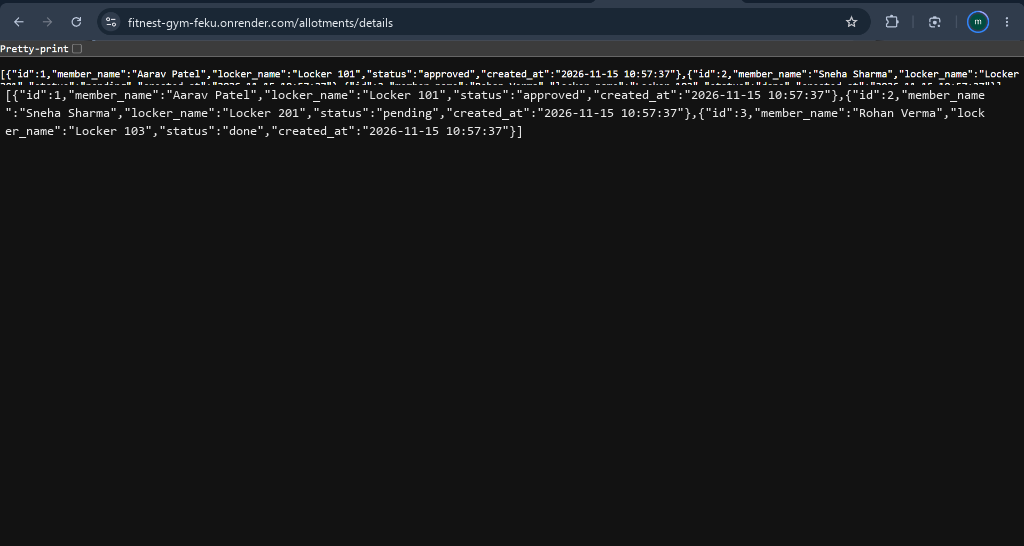 fitnest-gym-feku.onrender.com/allotments/details
m
Pretty-print
[{"id":1,"member_name":"Aarav Patel","locker_name":"Locker 101","status":"approved","created_at":"2026-11-15 10:57:37"},{"id":2,"member_name":"Sneha Sharma","locker_name":"Locker
[{"id":1,"member_name":"Aarav Patel","locker_name":"Locker 101","status":"approved","created_at":"2026-11-15 10:57:37"},{"id":2,"member_name
":"Sneha Sharma","locker_name":"Locker 201","status":"pending","created_at":"2026-11-15 10:57:37"},{"id":3,"member_name":"Rohan Verma","lock
er_name":"Locker 103","status":"done","created_at":"2026-11-15 10:57:37"}]